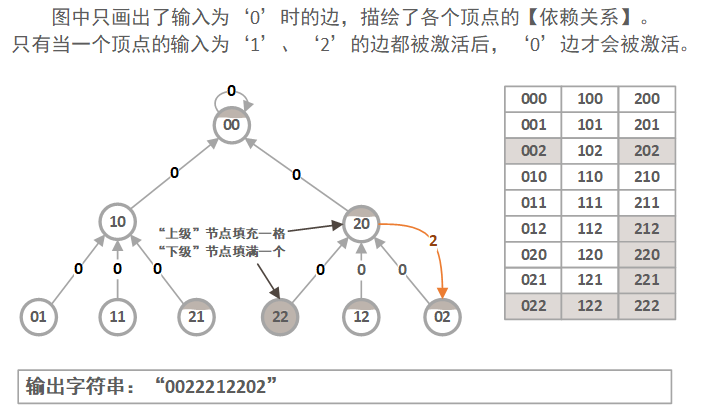 图中只画出了输入为‘0’时的边，描绘了各个顶点的【依赖关系】。
只有当一个顶点的输入为‘1’、‘2’的边都被激活后，‘0’边才会被激活。
0
00
0
0
10
20
“上级”节点填充一格
“下级”节点填满一个
2
0
0
0
0
0
0
01
11
21
22
12
02
000 100 200
001 101 201
002 102 202
010 110 210
011 111 211
012 112 212
020 120 220
021 121 221
022 122 222
输出字符串：“0022212202”